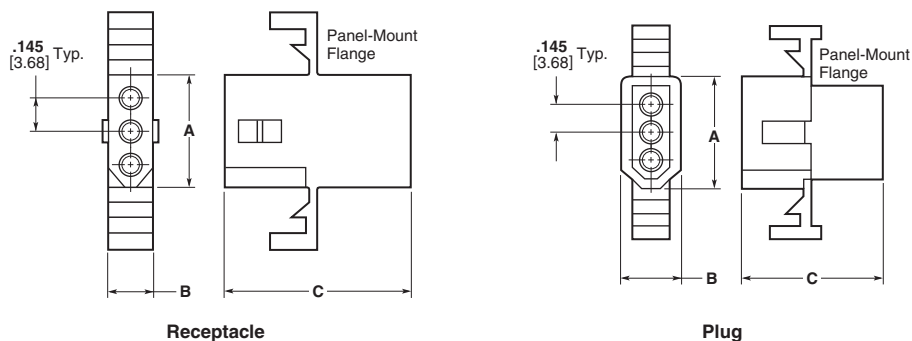 .145
[3.68] Typ.
Panel-Mount
Flange
A
B
C
Receptacle
.145
[3.68] Typ.
Panel-Mount
Flange
A
B
C
Plug